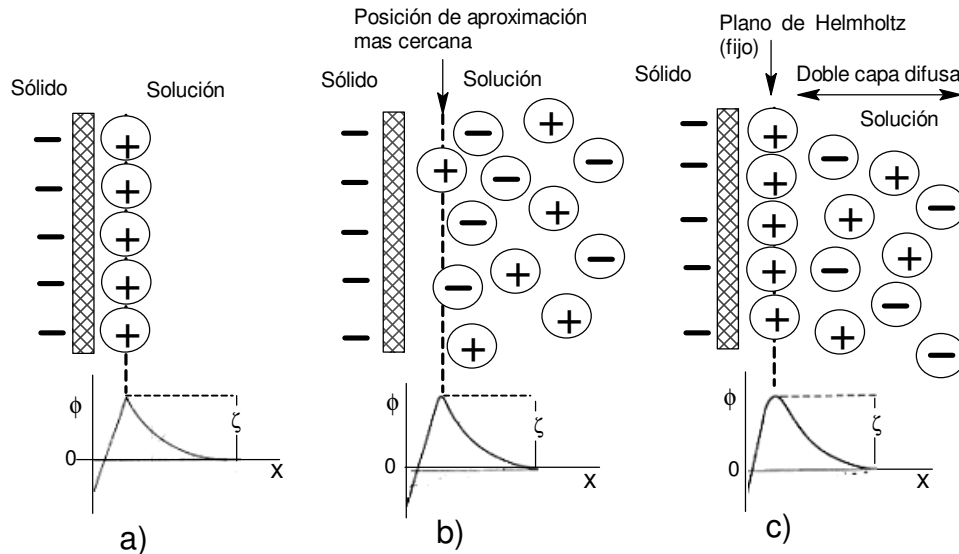 Posición de aproximación
mas cercana
Plano de Helmholtz
(fijo)
Doble capa difusa
Sólido
Solución
Sólido
Solución
Sólido
Solución
ϕ
0
ζ
X
a)
ϕ
0
ζ
X
b)
ϕ
0
ζ
X
c)